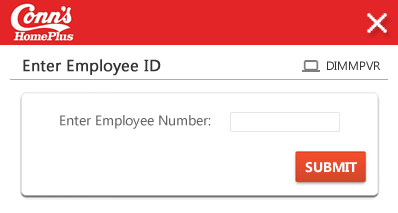 Conn's
HomePlus
Enter Employee ID
DIMMPVR
Enter Employee Number:
SUBMIT